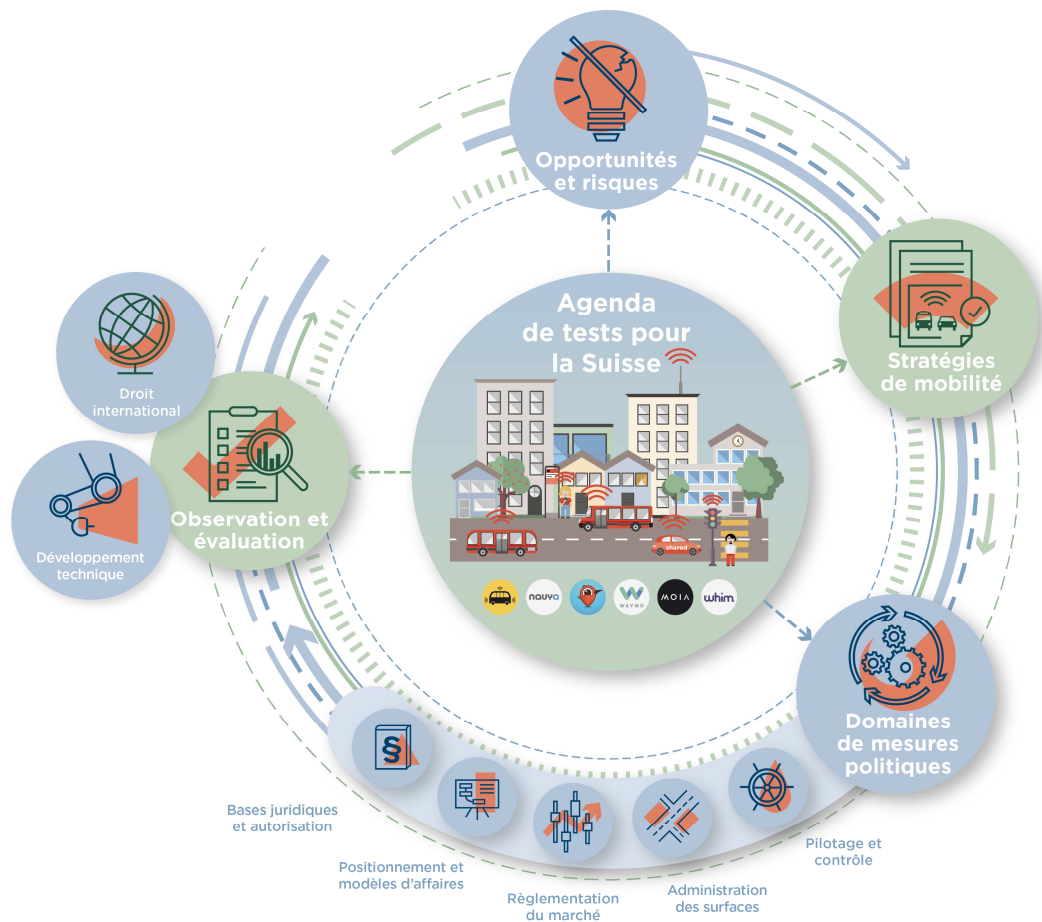 Opportunités
et risques
Stratégies
de mobilité
Agenda
de tests pour
la Suisse
shared
nauya
WAYMO
MOIA
whim
Droit
international
Observation et
évaluation
Développement
technique
Domaines
de mesures
politiques
§
Bases juridiques
et autorisation
Positionnement et
modèles d'affaires
Règlementation
du marché
Administration
des surfaces
Pilotage et
contrôle